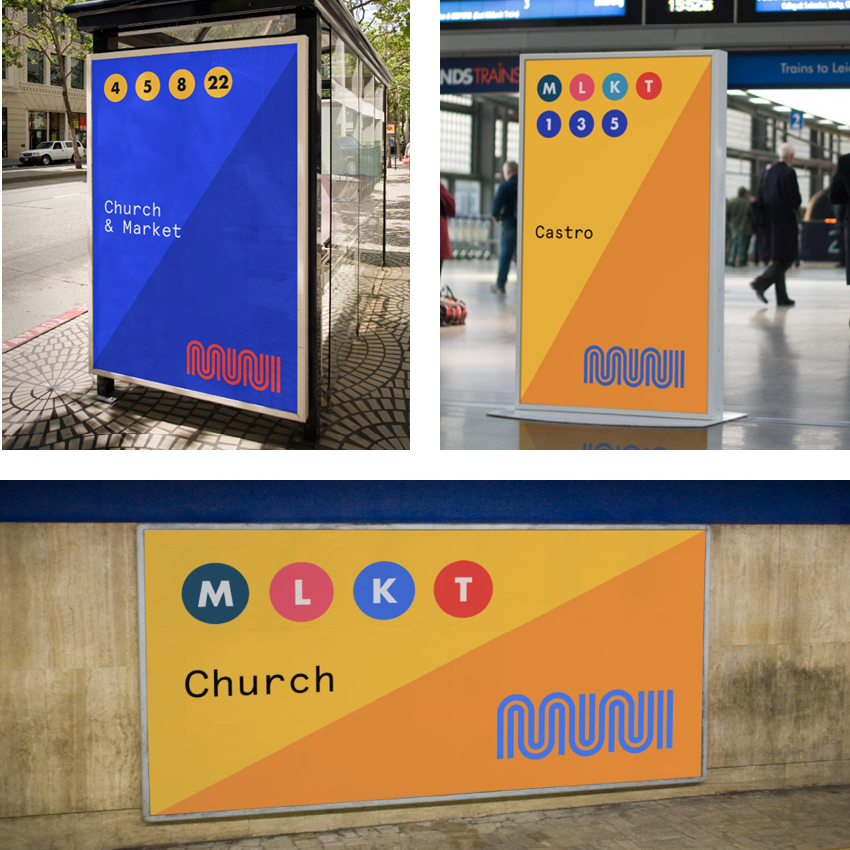 4 5 8 22
Church
& Market
MUNI
NDS TRAINS
Trains to Lei
M L K T
1 3 5
Castro
MUNI
M L K T
Church
MUNI